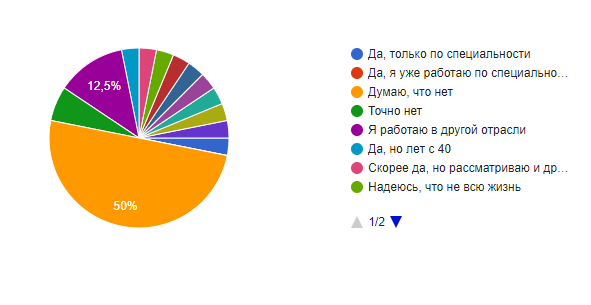 12,5%
50%
Да, только по специальности
Да, я уже работаю по специально...
Думаю, что нет
Точно нет
Я работаю в другой отрасли
Да, но лет с 40
Скорее да, но рассматриваю и др...
Надеюсь, что не всю жизнь
1/2